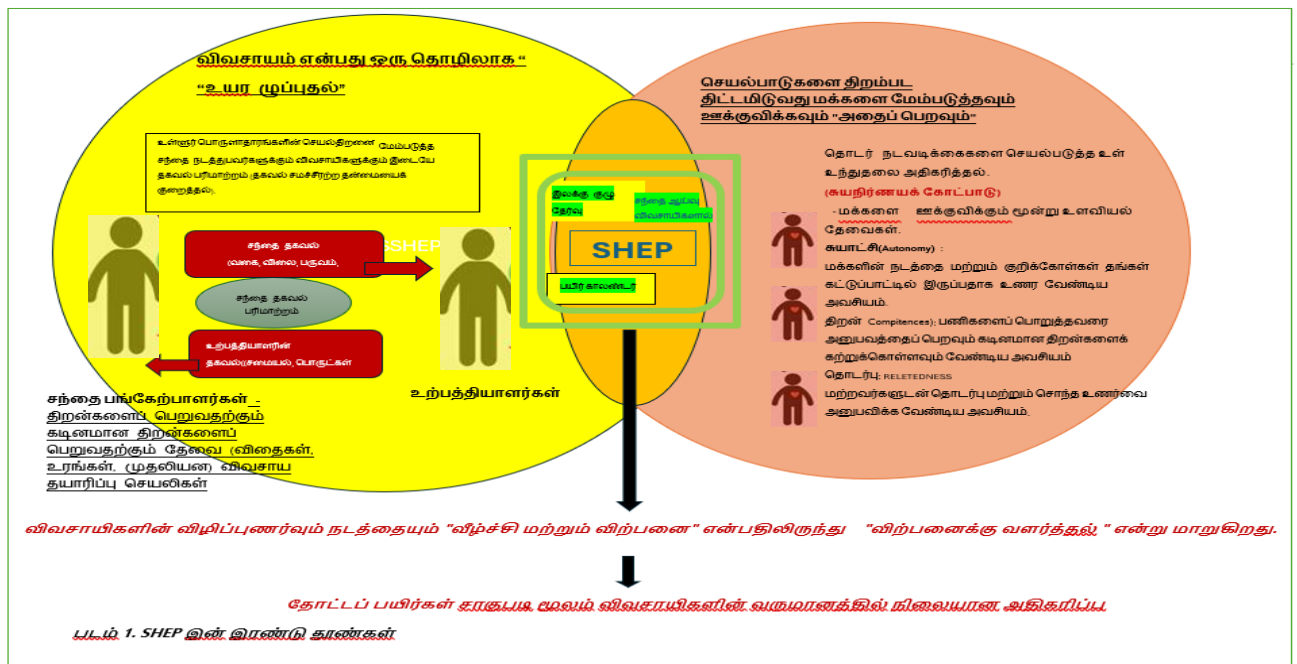 விவசாயம் என்பது ஒரு தொழிலாக “
“உயர ழுப்புதல்”
உள்ளூர் பொருளாதாரங்களின் செயல்திறனை மேம்படுத்த
சந்தை நடத்துபவர்களுக்கும் விவசாயிகளுக்கும் இடையே
தகவல் பரிமாற்றம் (தகவல் சமச்சீரற்ற தன்மையைக்
குறைத்தல்).
சந்தை தகவல்
(வகை, விலை, பருவம்,
SSHEP
சந்தை தகவல்
பரிமாற்றம்
உற்பத்தியாளரின்
தகவல்(சமையல், பொருட்கள்
உற்பத்தியாளர்கள்
சந்தை பங்கேற்பாளர்கள் -
திறன்களைப் பெறுவதற்கும்
கடினமான திறன்களைப்
பெறுவதற்கும் தேவை (விதைகள்,
உரங்கள், முதலியன) விவசாய
தயாரிப்பு செயலிகள்
இலக்கு குழு
தேர்வு
சந்தை ஆய்வு
விவசாயிகளால்
SHEP
பயிர் காலண்டர்
செயல்பாடுகளை திறம்பட
திட்டமிடுவது மக்களை மேம்படுத்தவும்
ஊக்குவிக்கவும் "அதைப் பெறவும்"
தொடர் நடவடிக்கைகளை செயல்படுத்த உள்
உந்துதலை அதிகரித்தல்.
(சுயநிர்ணயக் கோட்பாடு)
-மக்களை ஊக்குவிக்கும் மூன்று உளவியல்
தேவைகள்.
சுயாட்சி(Autonomy) :
மக்களின் நடத்தை மற்றும் குறிக்கோள்கள் தங்கள்
கட்டுப்பாட்டில் இருப்பதாக உணர வேண்டிய
அவசியம்.
திறன் Compitences); பணிகளைப் பொறுத்தவரை
அனுபவத்தைப் பெறவும் கடினமான திறன்களைக்
கற்றுக்கொள்ளவும் வேண்டிய அவசியம்
தொடர்பு; RELETEDNESS
மற்றவர்களுடன் தொடர்பு மற்றும் சொந்த உணர்வை
அனுபவிக்க வேண்டிய அவசியம்.
விவசாயிகளின் விழிப்புணர்வும் நடத்தையும் "வீழ்ச்சி மற்றும் விற்பனை" என்பதிலிருந்து "விற்பனைக்கு வளர்த்தல் " என்று மாறுகிறது.
தோட்டப் பயிர்கள் சாகுபடி மூலம் விவசாயிகளின் வருமானத்தில் நிலையான அதிகரிப்பு
படம் 1. SHEP இன் இரண்டு தூண்கள்